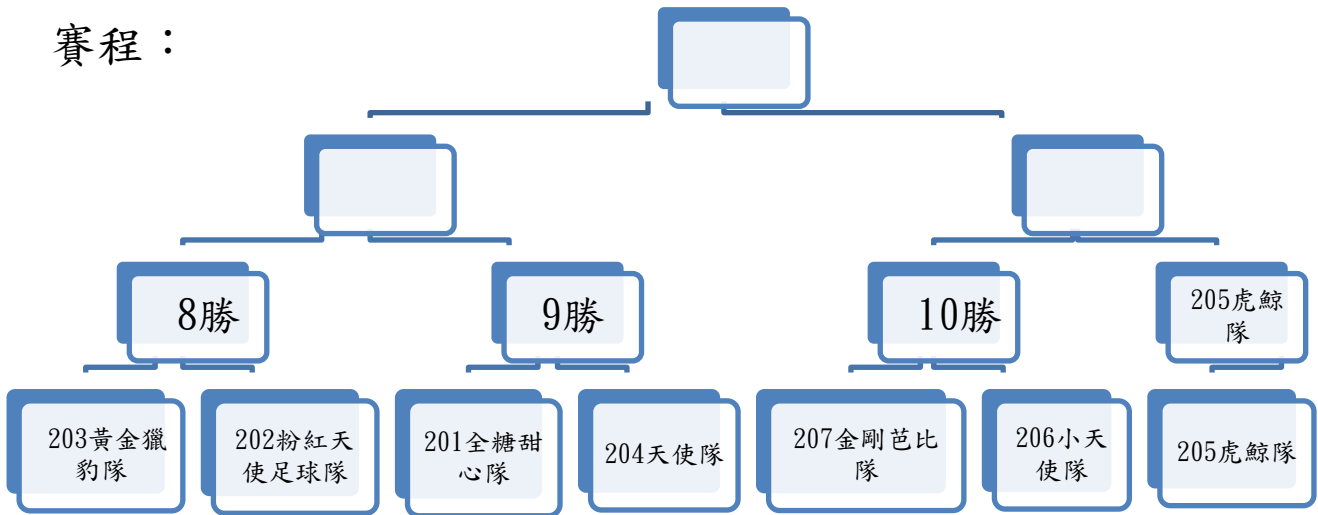 賽程：
8勝
9勝
10勝
205虎鯨
隊
203黃金獵
豹隊
202粉紅天
使足球隊
201全糖甜
心隊
204天使隊
207金剛芭比
隊
206小天
使隊
205虎鯨隊